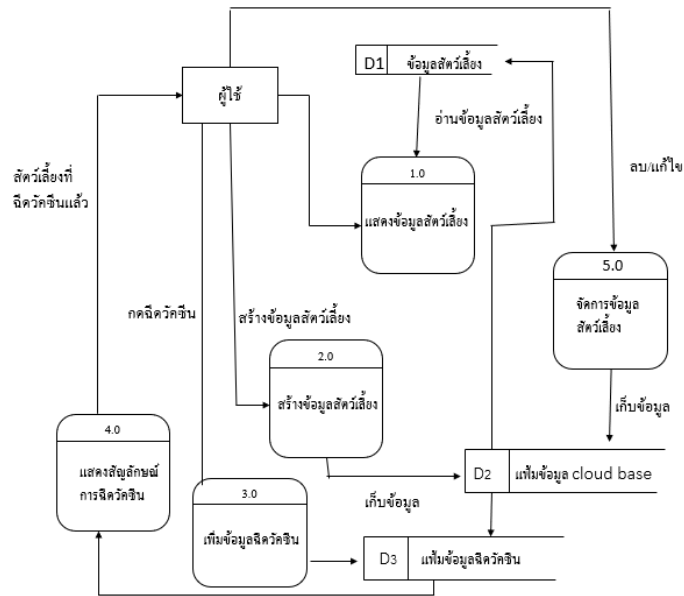 D1 ข้อมูลสัตว์เลี้ยง
ผู้ใช้
อ่านข้อมูลสัตว์เลี้ยง
สัตว์เลี้ยงที่
ฉีดวัคซีนแล้ว
ลบ/แก้ไข
1.0
แสดงข้อมูลสัตว์เลี้ยง
5.0
จัดการข้อมูล
สัตว์เลี้ยง
กดฉีดวัคซีน
สร้างข้อมูลสัตว์เลี้ยง
2.0
สร้างข้อมูลสัตว์เลี้ยง
เก็บข้อมูล
4.0
แสดงสัญลักษณ์
การฉีดวัคซีน
D2 แฟ้มข้อมูล cloud base
3.0
เพิ่มข้อมูลฉีดวัคซีน
เก็บข้อมูล
D3 แฟ้มข้อมูลฉีดวัคซีน